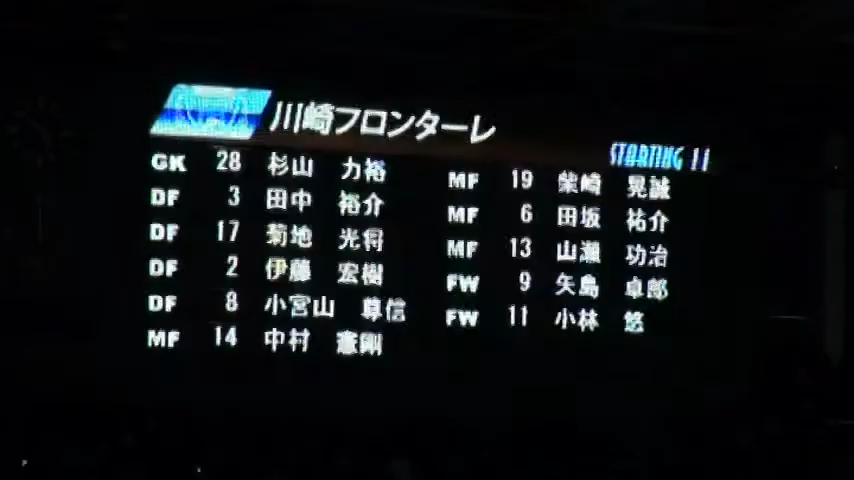 川崎フロンターレ
STARTING 11
GK 28 杉山 力裕
DF 3 田中 裕介
DF 17 菊地 光将
DF 2 伊藤 宏樹
DF 8 小宮山 尊信
MF 14 中村 憲剛
MF 19 柴崎 晃誠
MF 6 田坂 祐介
MF 13 山瀬 功治
FW 9 矢島 卓郎
FW 11 小林 悠